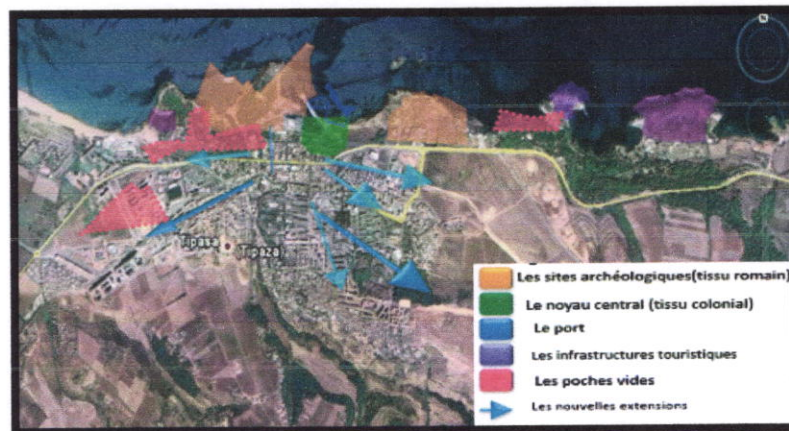 N
Tipasa
Tipaza
Les sites archéologiques(tissu romain)
Le noyau central (tissu colonial)
Le port
Les infrastructures touristiques
Les poches vides
Les nouvelles extensions